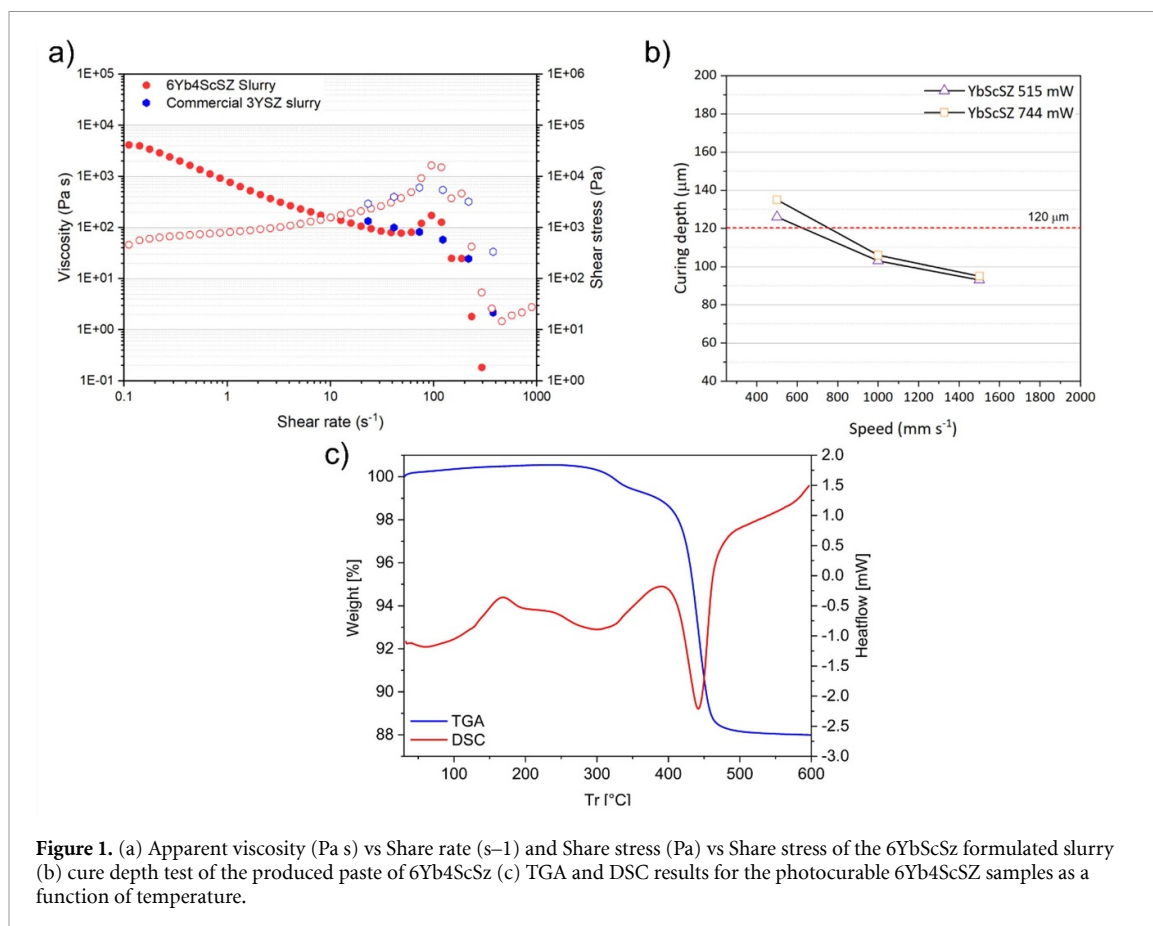 a)
1E+05
1E+04
1E+03
1E+02
1E+01
1E+00
1E-01
Viscosity (Pa s)
6Yb4ScSZ Slurry
Commercial 3YSZ slurry
1E+06
1E+05
1E+04
1E+03
1E+02
1E+01
1E+00
Shear stress (Pa)
0.1 1 10 100 1000
Shear rate (s⁻¹)
b)
200
180
160
140
120
100
80
60
40
Curing depth (µm)
YbScSZ 515 mW
YbScSZ 744 mW
120 µm
400 600 800 1000 1200 1400 1600 1800 2000
Speed (mm s⁻¹)
c)
100
98
96
94
92
90
88
Weight [%]
TGA
DSC
2.0
1.5
1.0
0.5
0.0
-0.5
-1.0
-1.5
-2.0
-2.5
-3.0
Heatflow [mW]
100 200 300 400 500 600
Tr [°C]
Figure 1. (a) Apparent viscosity (Pa s) vs Share rate (s–1) and Share stress (Pa) vs Share stress of the 6YbScSz formulated slurry
(b) cure depth test of the produced paste of 6Yb4ScSz (c) TGA and DSC results for the photocurable 6Yb4ScSZ samples as a
function of temperature.